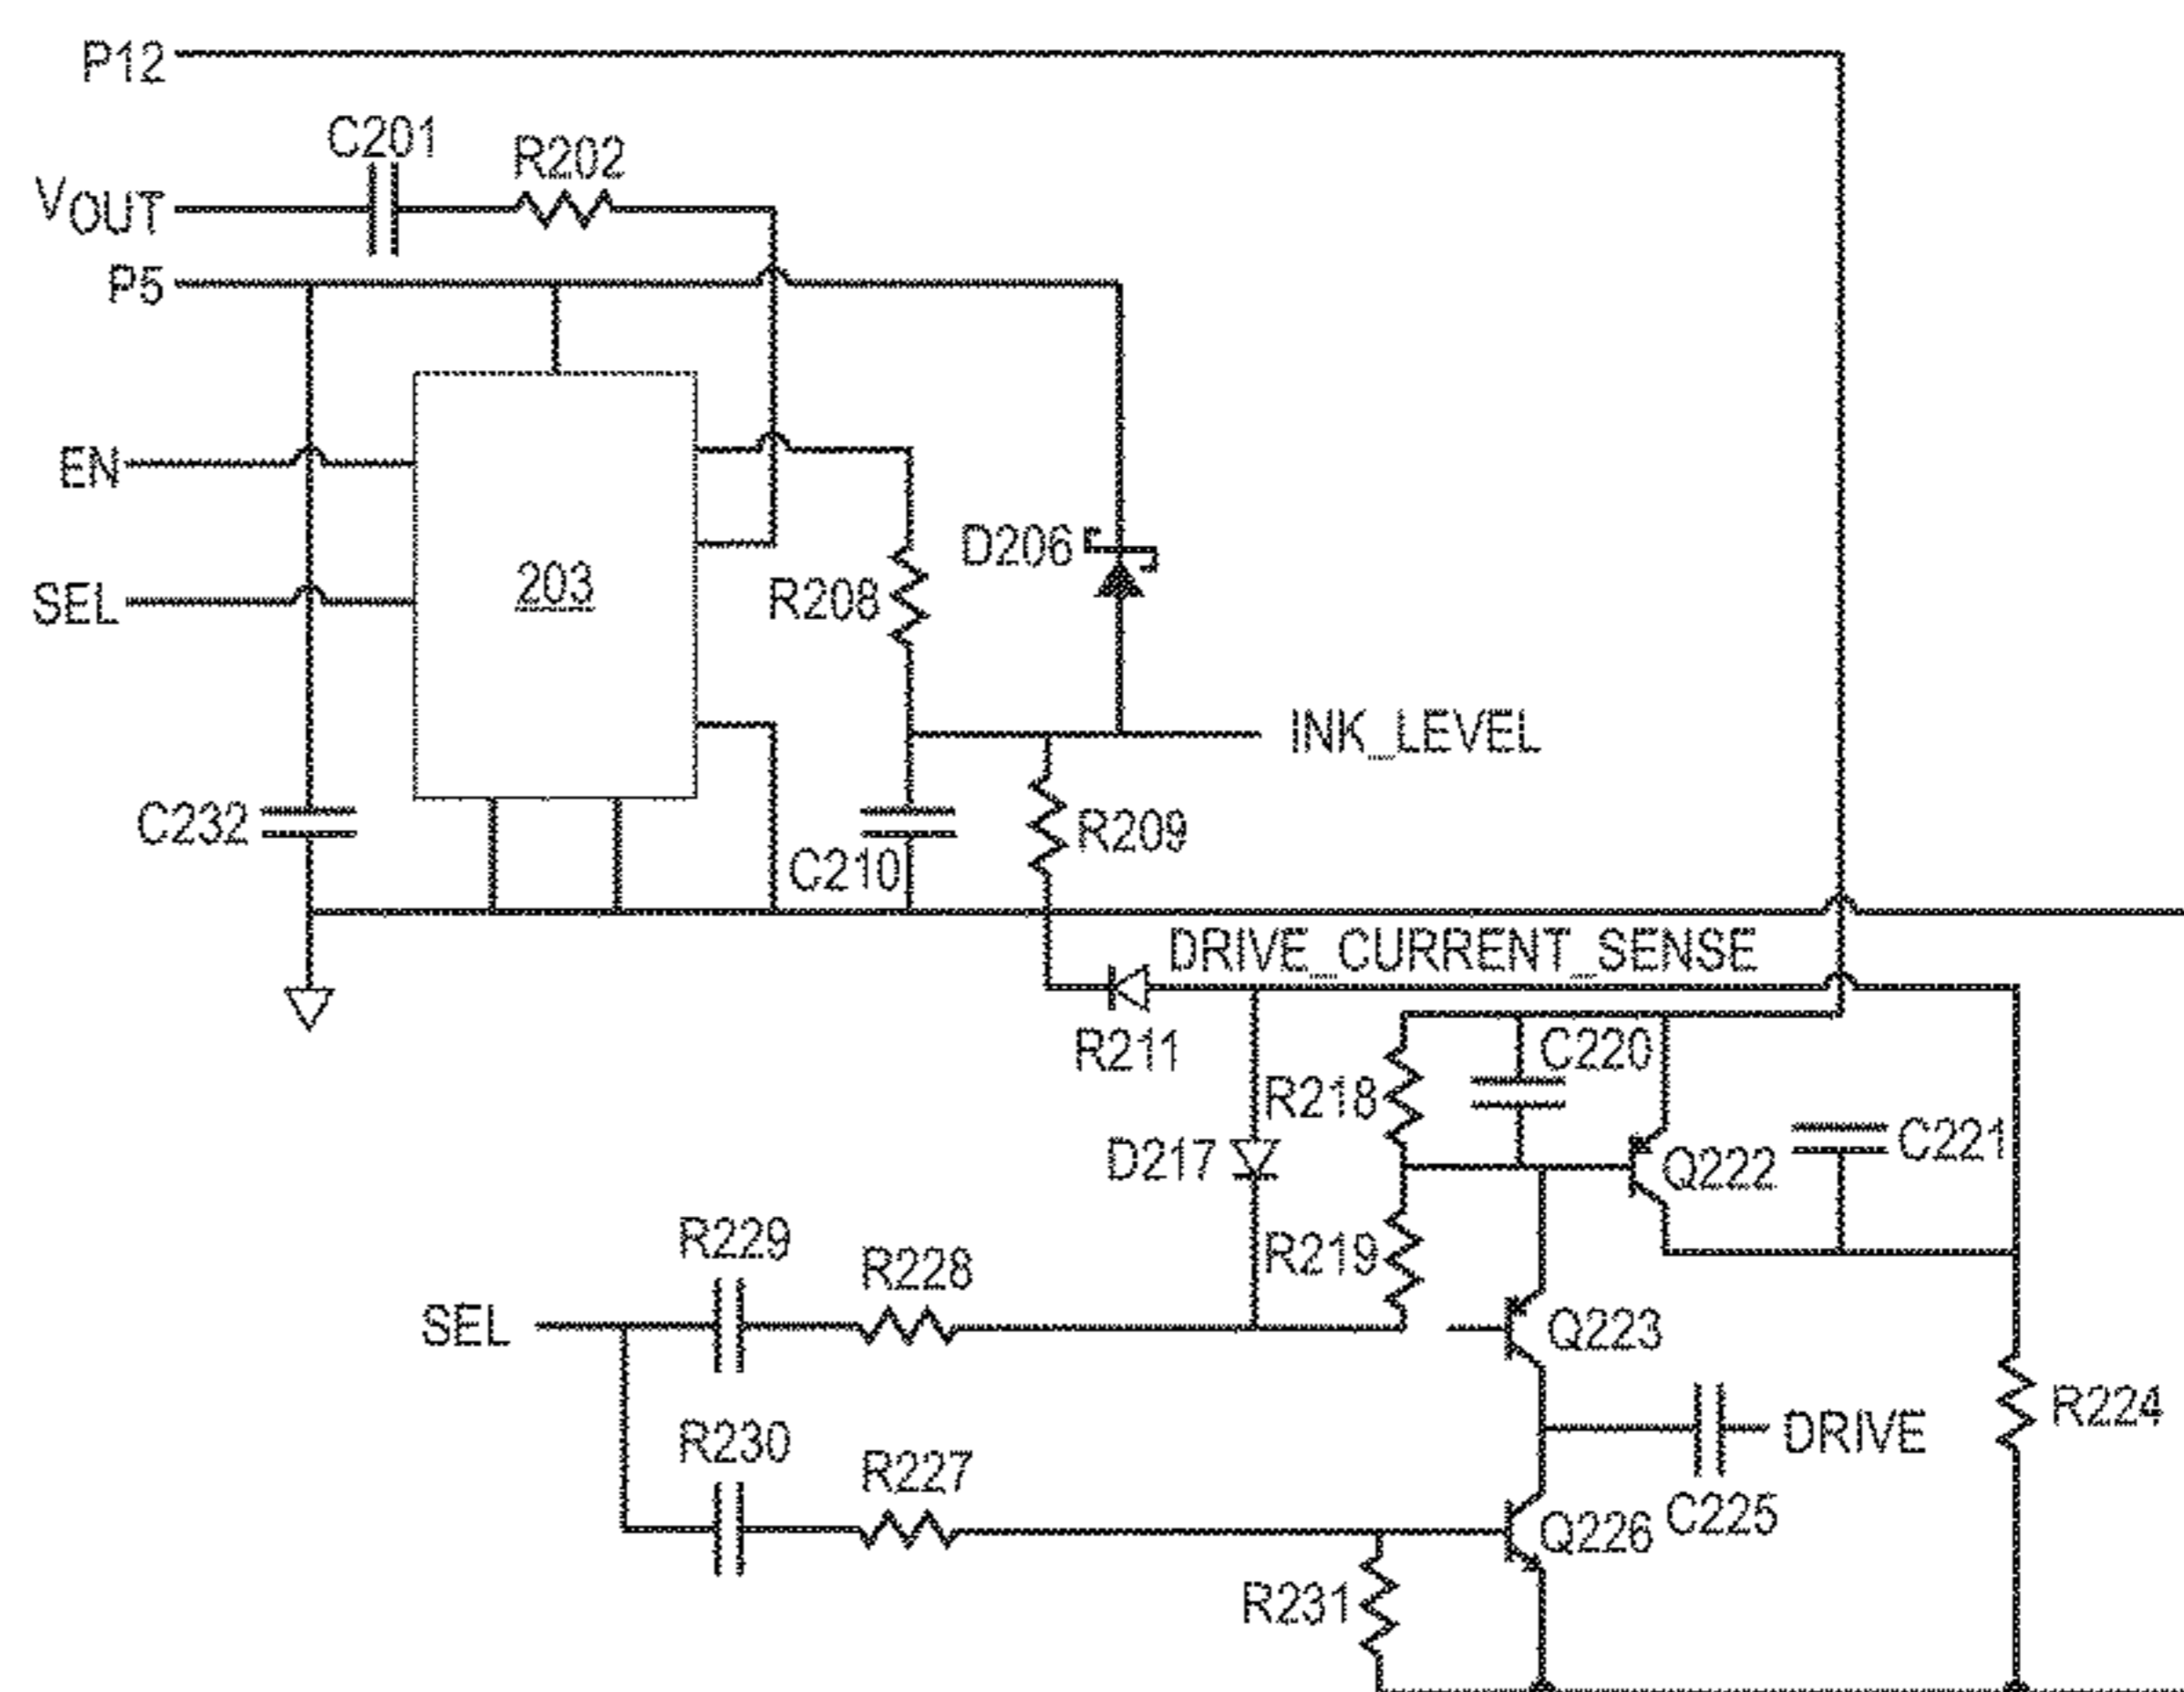 P12
C201
R202
VOUT
P5
EN
SEL
203
R208
D206
INK_LEVEL
C232
C210
R209
DRIVE_CURRENT_SENSE
R211
R218
C220
D217
Q222
C221
R229
R228
R219
SEL
Q223
R230
R227
DRIVE
R224
Q226
C225
R231